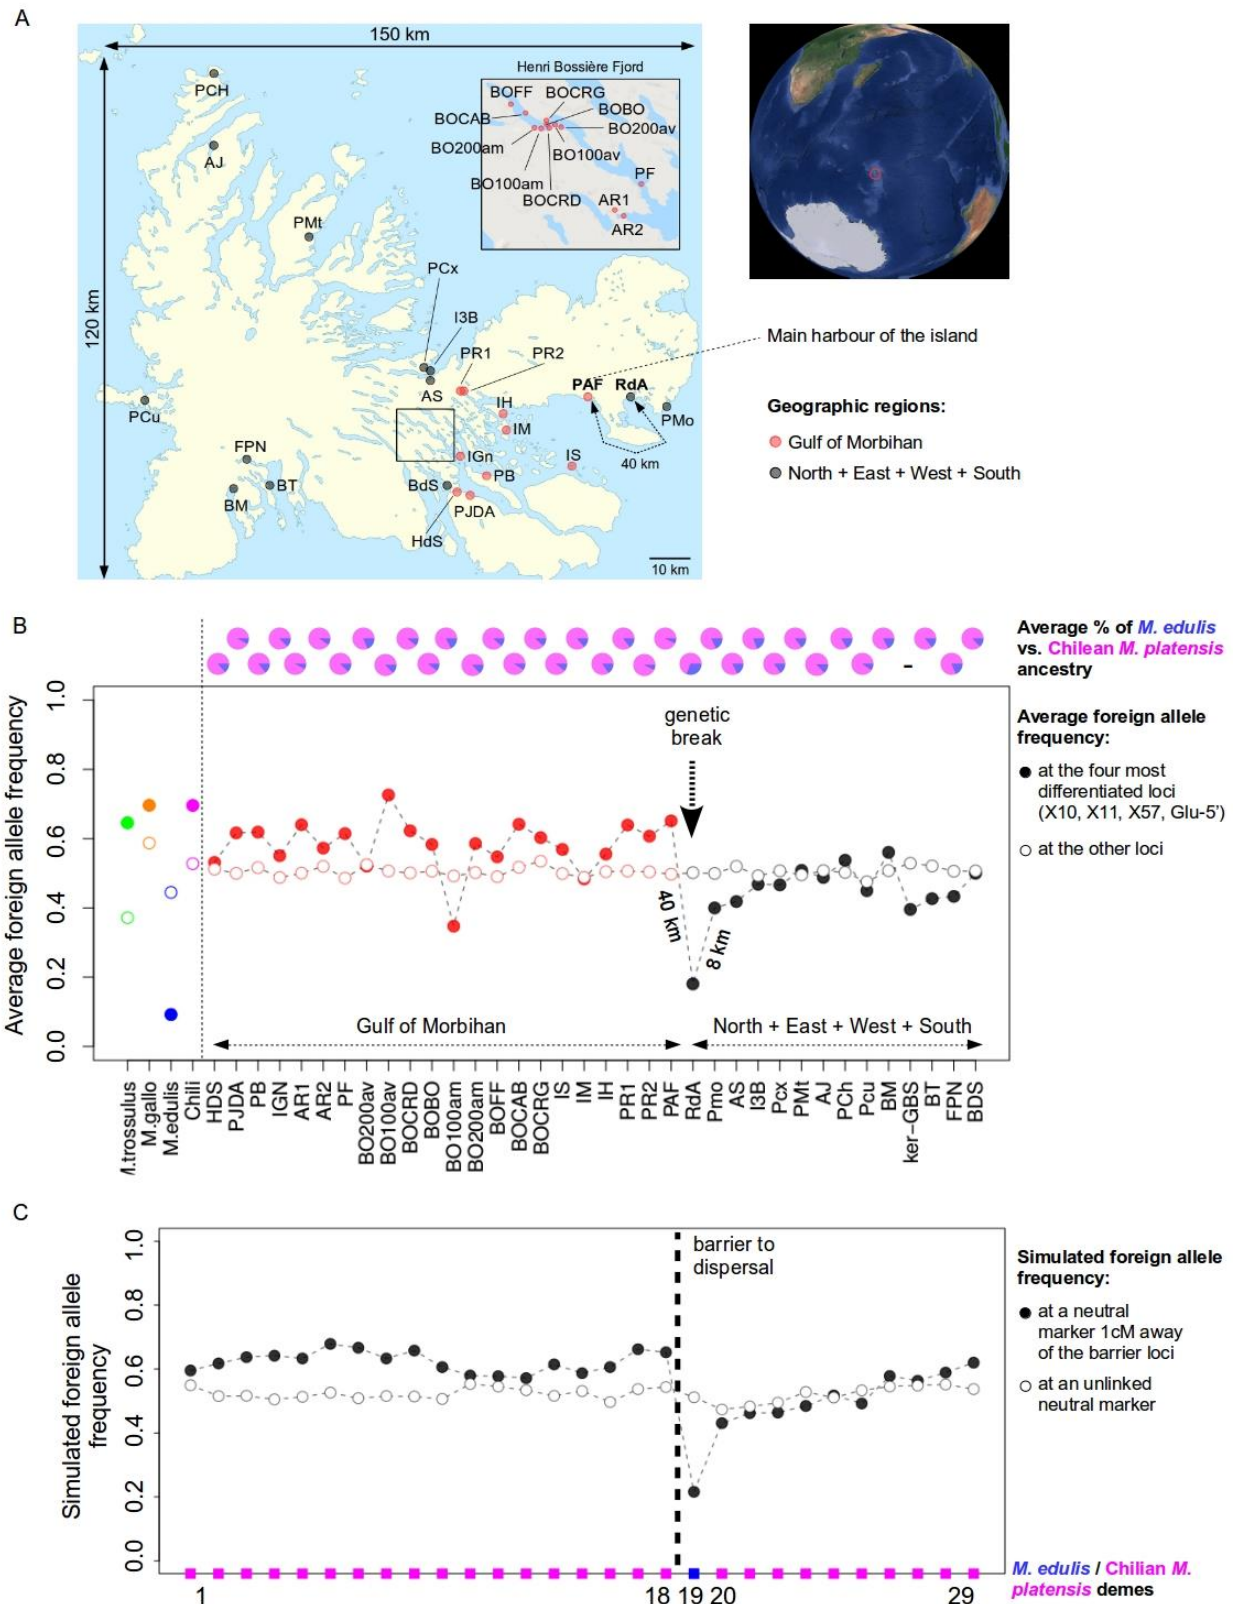 A
150 km
120 km
Henri Bossière Fjord
BOFF
BOCRG
BOCAB
BOBO
BO200av
BO200am
BO100av
BO100am
BOCRD
PF
AR1
AR2
PCH
AJ
PMt
PCx
I3B
PR1
PR2
AS
IH
IM
PAF
RdA
PMo
40 km
PCu
FPN
BT
BM
IGn
PB
IS
BdS
PJDA
HdS
10 km
Main harbour of the island
Geographic regions:
Gulf of Morbihan
North + East + West + South
B
Average % of M. edulis
vs. Chilean M. platensis
ancestry
-
Average foreign allele frequency
1.0
0.8
0.6
0.4
0.2
0.0
genetic
break
40 km
8 km
Gulf of Morbihan
North + East + West + South
Average foreign allele
frequency:
at the four most
differentiated loci
(X10, X11, X57, Glu-5')
at the other loci
M.trossulus
M.gallo
M.edulis
Chili
HDS
PJDA
PB
IGN
AR1
AR2
PF
BO200av
BO100av
BOCRD
BOBO
BO100am
BO200am
BOFF
BOCAB
BOCRG
IS
IM
IH
PR1
PR2
PAF
RdA
Pmo
AS
I3B
Pcx
PMt
AJ
PCh
Pcu
BM
ker-GBS
BT
FPN
BDS
C
Simulated foreign allele
frequency
1.0
0.8
0.6
0.4
0.2
0.0
barrier to
dispersal
Simulated foreign allele
frequency:
at a neutral
marker 1cM away
of the barrier loci
at an unlinked
neutral marker
M. edulis / Chilian M.
platensis demes
1
18 19 20
29